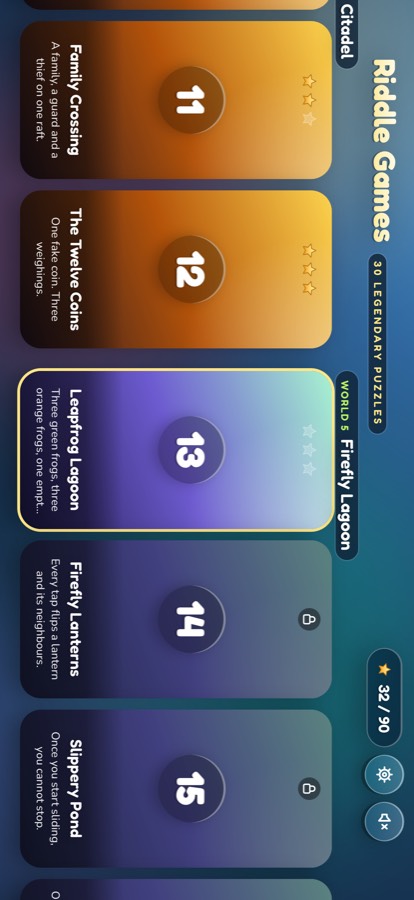 Riddle Games
30 LEGENDARY PUZZLES
32 / 90
Citadel
WORLD 5 Firefly Lagoon
11
Family Crossing
A family, a guard and a
thief on one raft.
12
The Twelve Coins
One fake coin. Three
weighings.
13
Leapfrog Lagoon
Three green frogs, three
orange frogs, one empt...
14
Firefly Lanterns
Every tap flips a lantern
and its neighbours.
15
Slippery Pond
Once you start sliding,
you cannot stop.